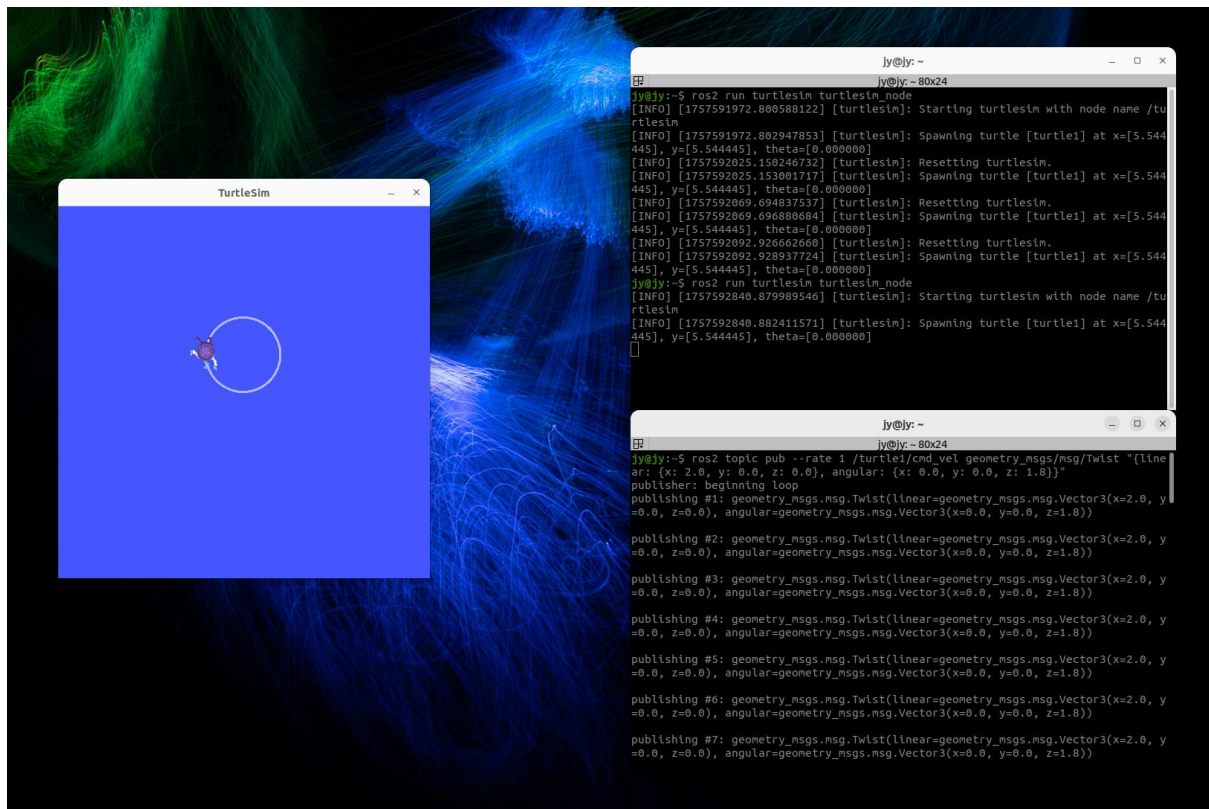 TurtleSim
jy@jy: ~
jy@jy: ~ 80x24
jy@jy:~$ ros2 run turtlesim turtlesim_node
[INFO] [1757591972.800588122] [turtlesim]: Starting turtlesim with node name /tu
rtlesim
[INFO] [1757591972.802947853] [turtlesim]: Spawning turtle [turtle1] at x=[5.544
445], y=[5.544445], theta=[0.000000]
[INFO] [1757592025.150246732] [turtlesim]: Resetting turtlesim.
[INFO] [1757592025.153001717] [turtlesim]: Spawning turtle [turtle1] at x=[5.544
445], y=[5.544445], theta=[0.000000]
[INFO] [1757592069.694837537] [turtlesim]: Resetting turtlesim.
[INFO] [1757592069.696880684] [turtlesim]: Spawning turtle [turtle1] at x=[5.544
445], y=[5.544445], theta=[0.000000]
[INFO] [1757592092.926662660] [turtlesim]: Resetting turtlesim.
[INFO] [1757592092.928937724] [turtlesim]: Spawning turtle [turtle1] at x=[5.544
445], y=[5.544445], theta=[0.000000]
jy@jy:~$ ros2 run turtlesim turtlesim_node
[INFO] [1757592840.879989546] [turtlesim]: Starting turtlesim with node name /tu
rtlesim
[INFO] [1757592840.882411571] [turtlesim]: Spawning turtle [turtle1] at x=[5.544
445], y=[5.544445], theta=[0.000000]
jy@jy: ~
jy@jy: ~ 80x24
jy@jy:~$ ros2 topic pub --rate 1 /turtle1/cmd_vel geometry_msgs/msg/Twist "{line
ar: {x: 2.0, y: 0.0, z: 0.0}, angular: {x: 0.0, y: 0.0, z: 1.8}}"
publisher: beginning loop
publishing #1: geometry_msgs.msg.Twist(linear=geometry_msgs.msg.Vector3(x=2.0, y
=0.0, z=0.0), angular=geometry_msgs.msg.Vector3(x=0.0, y=0.0, z=1.8))
publishing #2: geometry_msgs.msg.Twist(linear=geometry_msgs.msg.Vector3(x=2.0, y
=0.0, z=0.0), angular=geometry_msgs.msg.Vector3(x=0.0, y=0.0, z=1.8))
publishing #3: geometry_msgs.msg.Twist(linear=geometry_msgs.msg.Vector3(x=2.0, y
=0.0, z=0.0), angular=geometry_msgs.msg.Vector3(x=0.0, y=0.0, z=1.8))
publishing #4: geometry_msgs.msg.Twist(linear=geometry_msgs.msg.Vector3(x=2.0, y
=0.0, z=0.0), angular=geometry_msgs.msg.Vector3(x=0.0, y=0.0, z=1.8))
publishing #5: geometry_msgs.msg.Twist(linear=geometry_msgs.msg.Vector3(x=2.0, y
=0.0, z=0.0), angular=geometry_msgs.msg.Vector3(x=0.0, y=0.0, z=1.8))
publishing #6: geometry_msgs.msg.Twist(linear=geometry_msgs.msg.Vector3(x=2.0, y
=0.0, z=0.0), angular=geometry_msgs.msg.Vector3(x=0.0, y=0.0, z=1.8))
publishing #7: geometry_msgs.msg.Twist(linear=geometry_msgs.msg.Vector3(x=2.0, y
=0.0, z=0.0), angular=geometry_msgs.msg.Vector3(x=0.0, y=0.0, z=1.8))